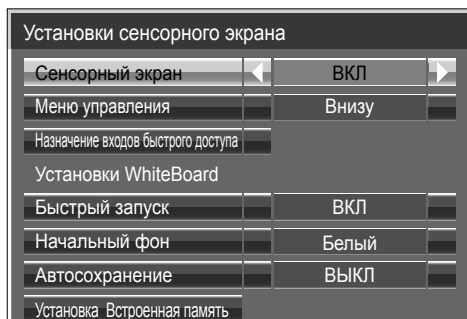 Установки сенсорного экрана
Сенсорный экран ВКЛ
Меню управления Внизу
Назначение входов быстрого доступа
Установки WhiteBoard
Быстрый запуск ВКЛ
Начальный фон Белый
Автосохранение ВЫКЛ
Установка Встроенная память